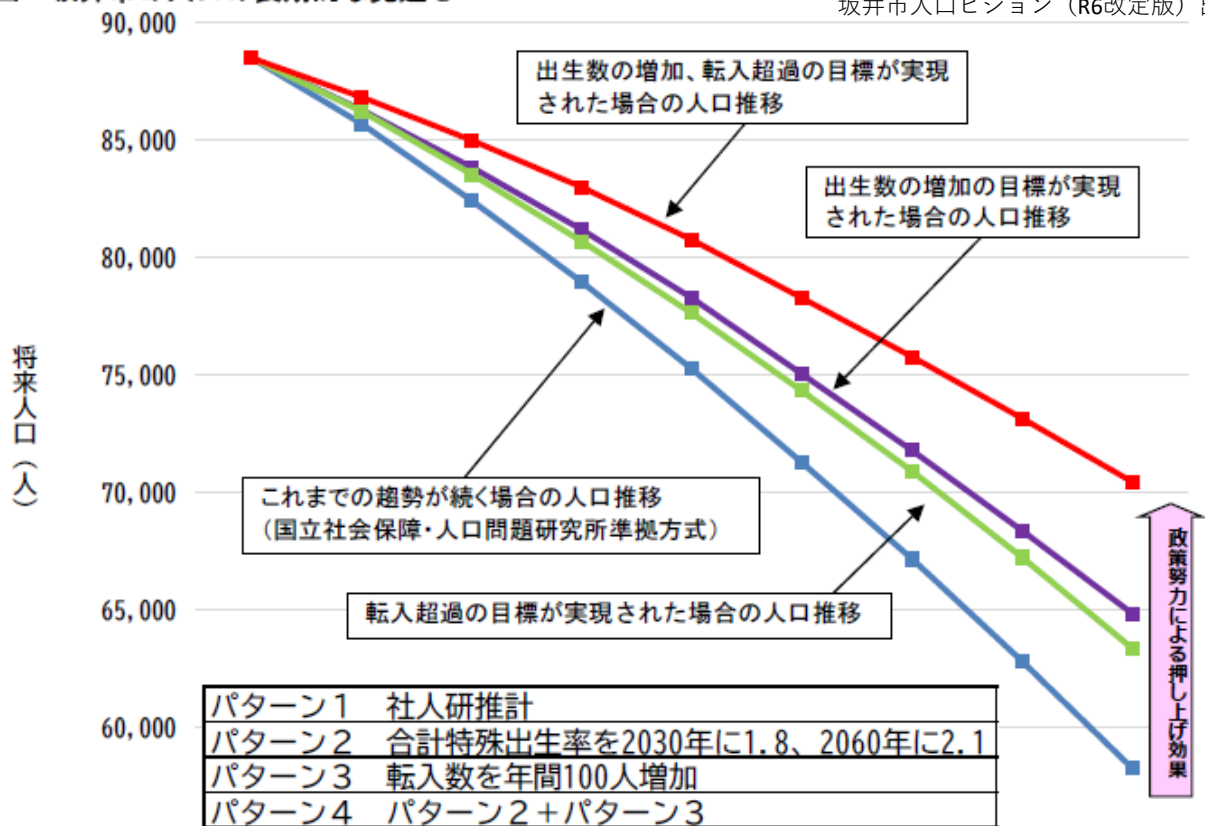 坂井市人口ビジョン（R6改定版）
90,000
出生数の増加、転入超過の目標が実現
された場合の人口推移
85,000
出生数の増加の目標が実現
された場合の人口推移
80,000
75,000
将来人口（人）
70,000
これまでの趨勢が続く場合の人口推移
（国立社会保障・人口問題研究所準拠方式）
政策努力による押し上げ効果
65,000
転入超過の目標が実現された場合の人口推移
パターン1　社人研推計
60,000
パターン2　合計特殊出生率を2030年に1.8、2060年に2.1
パターン3　転入数を年間100人増加
パターン4　パターン2＋パターン3